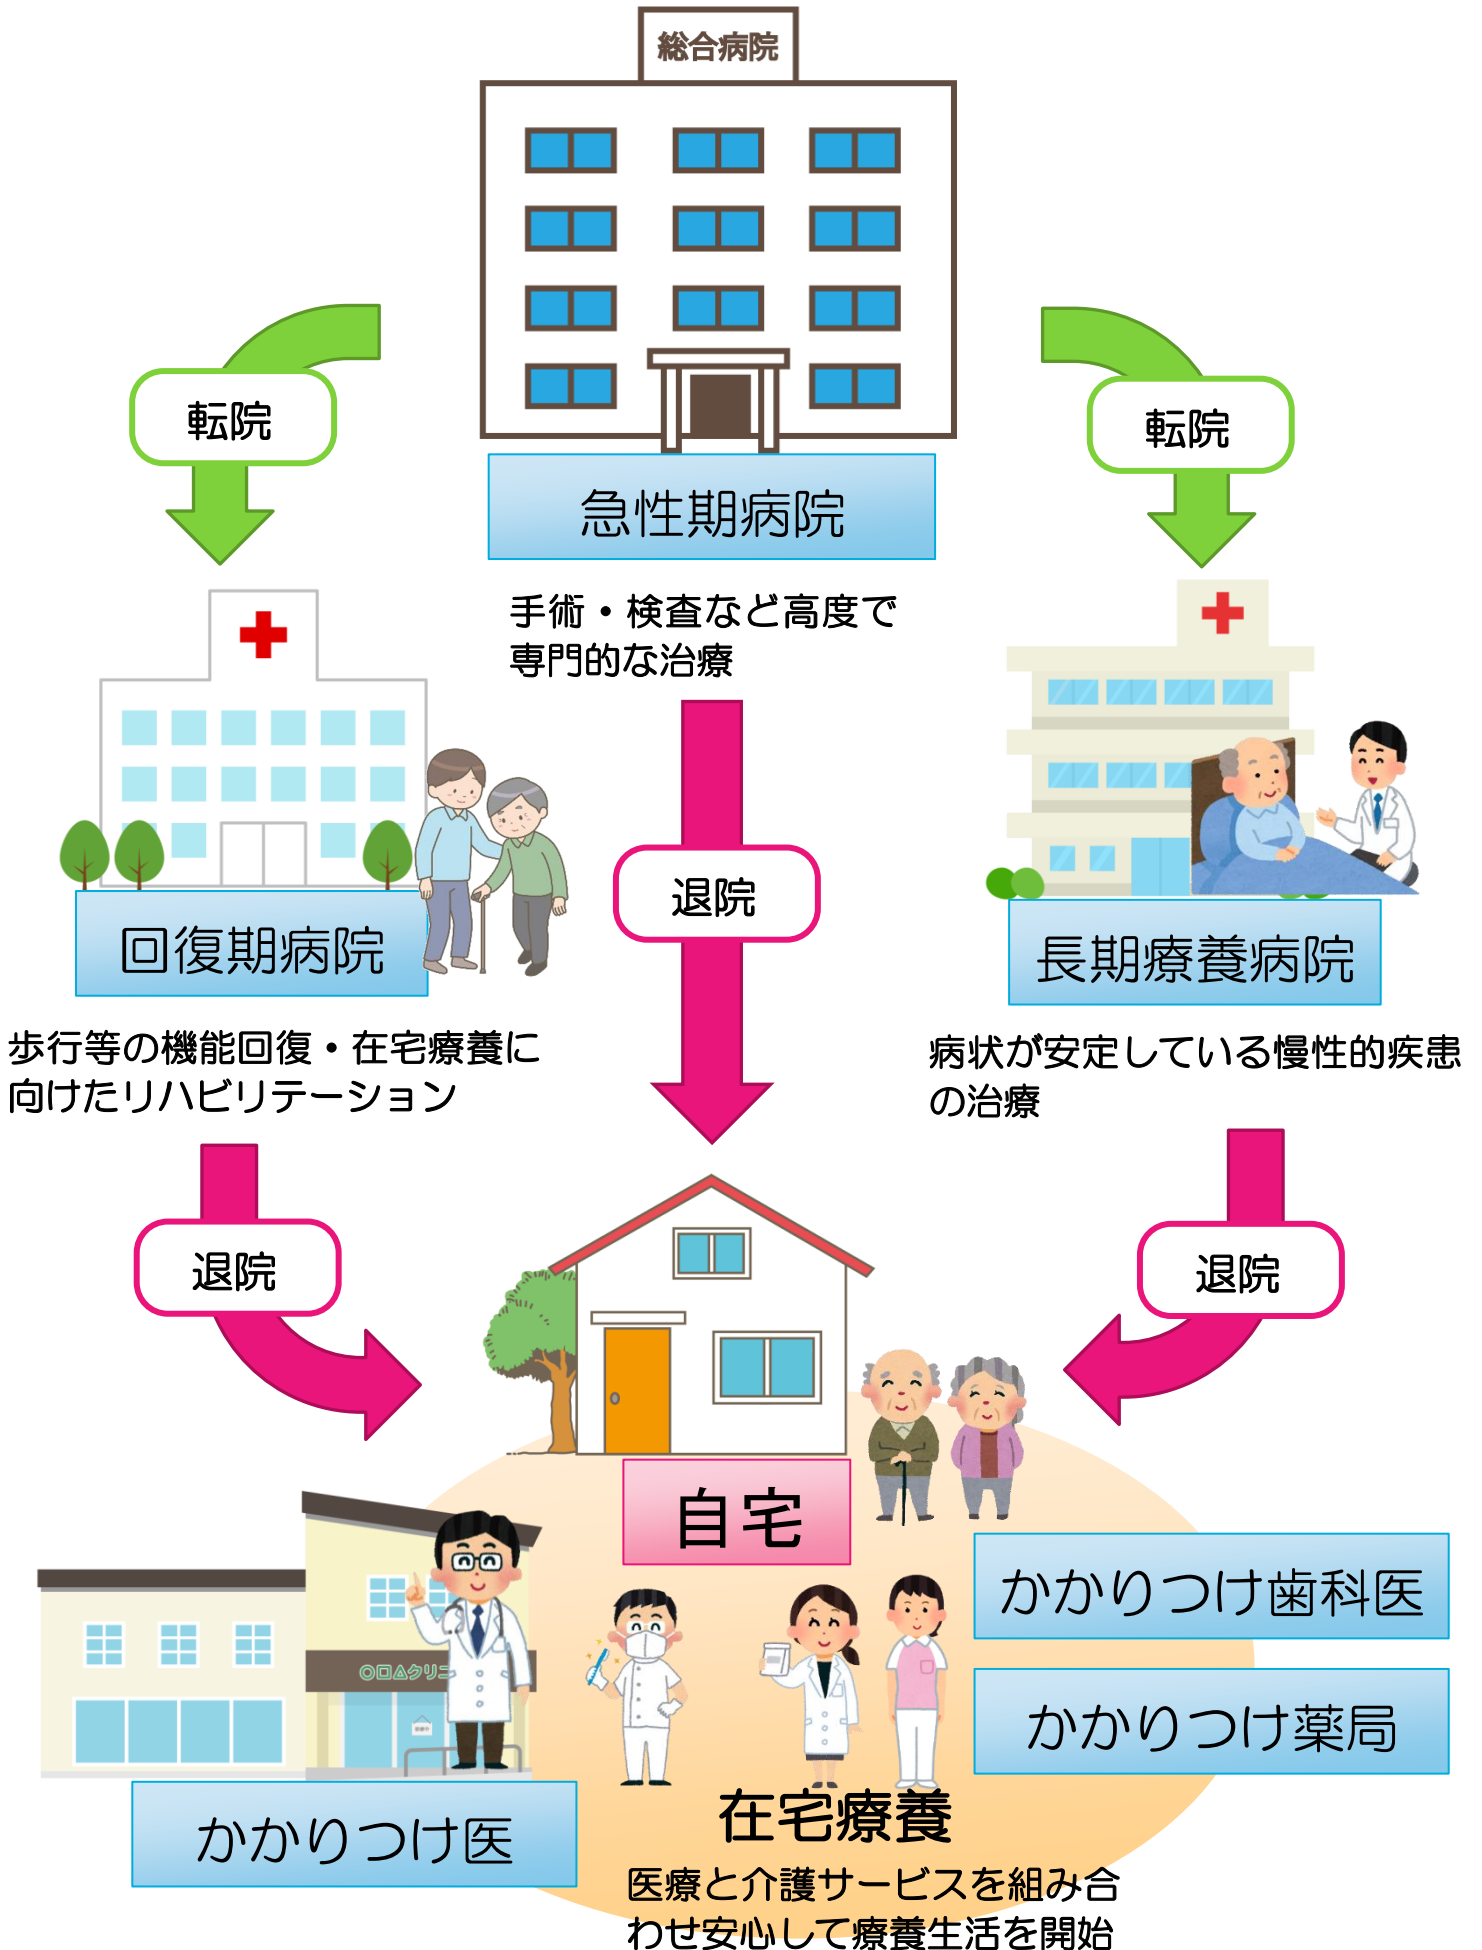 総合病院
転院
転院
急性期病院
手術・検査など高度で
専門的な治療
退院
回復期病院
歩行等の機能回復・在宅療養に
向けたリハビリテーション
長期療養病院
病状が安定している慢性的疾患
の治療
退院
退院
自宅
かかりつけ歯科医
〇口△クリニ
かかりつけ薬局
かかりつけ医
在宅療養
医療と介護サービスを組み合
わせ安心して療養生活を開始